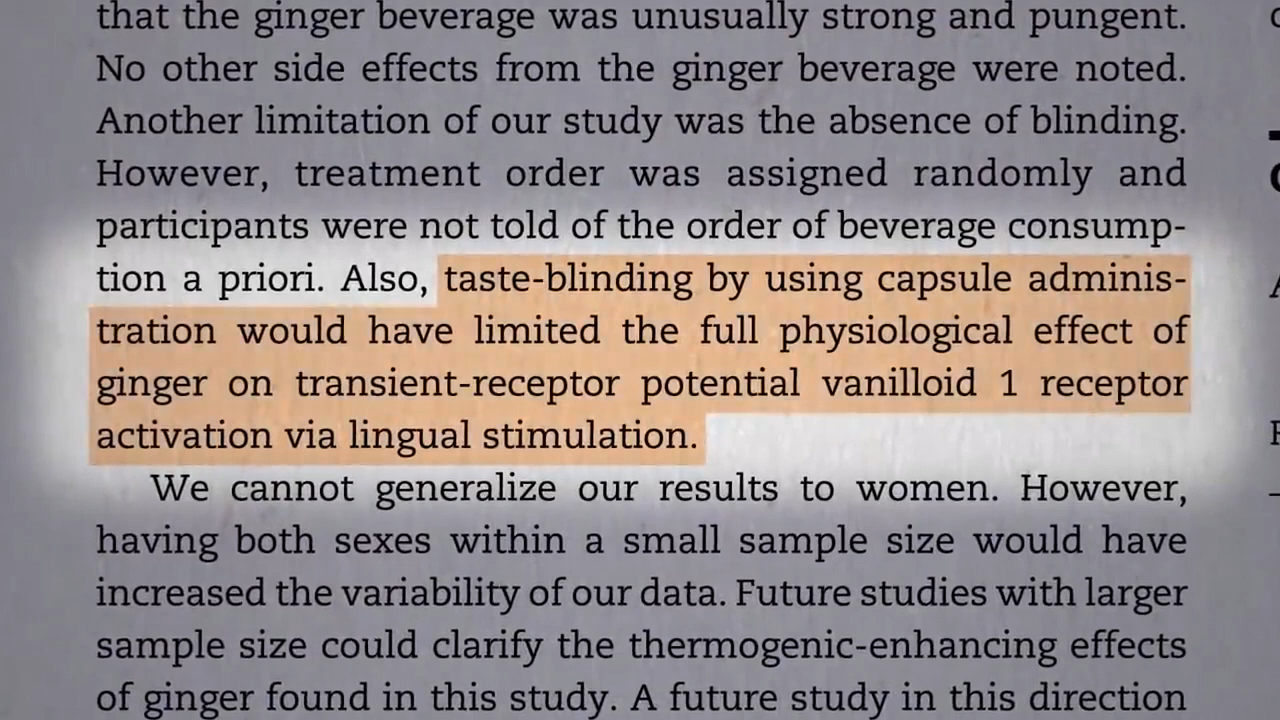 that the ginger beverage was unusually strong and pungent.
No other side effects from the ginger beverage were noted.
Another limitation of our study was the absence of blinding.
However, treatment order was assigned randomly and
participants were not told of the order of beverage consump-
tion a priori. Also, taste-blinding by using capsule adminis-
tration would have limited the full physiological effect of
ginger on transient-receptor potential vanilloid 1 receptor
activation via lingual stimulation.
We cannot generalize our results to women. However,
having both sexes within a small sample size would have
increased the variability of our data. Future studies with larger
sample size could clarify the thermogenic-enhancing effects
of ginger found in this study. A future study in this direction